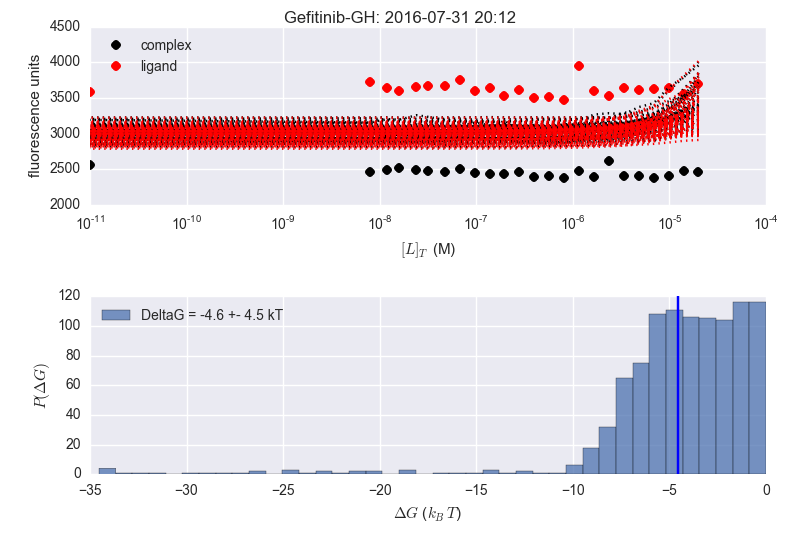 Gefitinib-GH: 2016-07-31 20:12
4500
4000
3500
3000
2500
2000
fluorescence units
complex
ligand
10⁻¹¹ 10⁻¹⁰ 10⁻⁹ 10⁻⁸ 10⁻⁷ 10⁻⁶ 10⁻⁵ 10⁻⁴
[L]_T (M)
120
100
80
60
40
20
0
P(ΔG)
DeltaG = -4.6 +- 4.5 kT
−35 −30 −25 −20 −15 −10 −5 0
ΔG (k_B T)